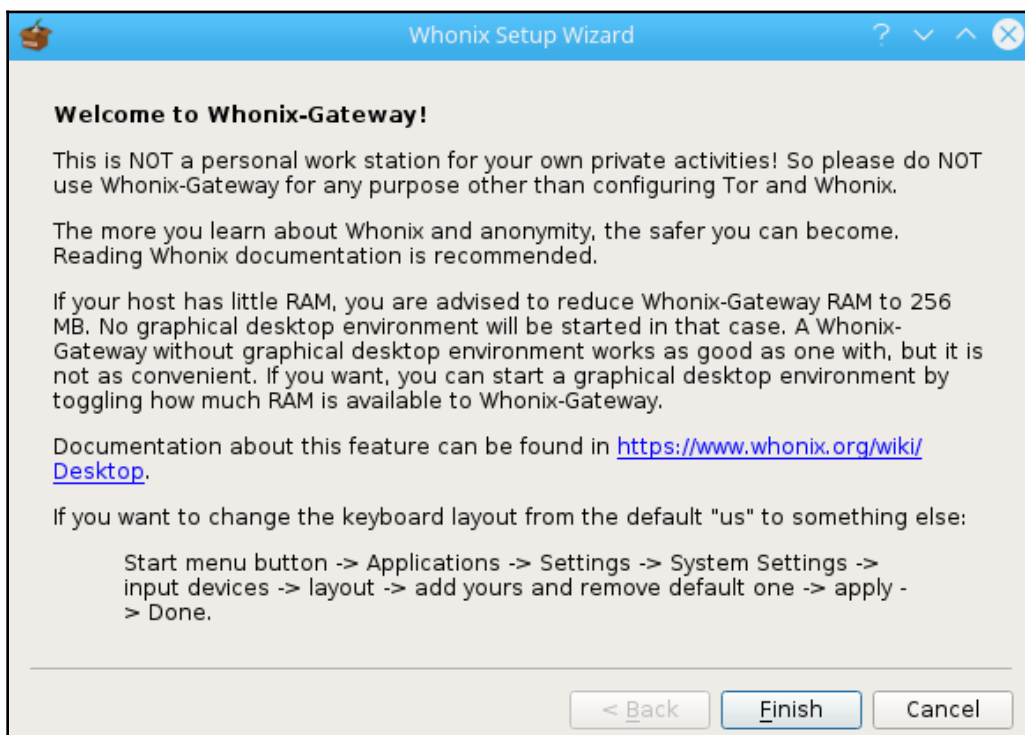 Whonix Setup Wizard
Welcome to Whonix-Gateway!
This is NOT a personal work station for your own private activities! So please do NOT
use Whonix-Gateway for any purpose other than configuring Tor and Whonix.
The more you learn about Whonix and anonymity, the safer you can become.
Reading Whonix documentation is recommended.
If your host has little RAM, you are advised to reduce Whonix-Gateway RAM to 256
MB. No graphical desktop environment will be started in that case. A Whonix-
Gateway without graphical desktop environment works as good as one with, but it is
not as convenient. If you want, you can start a graphical desktop environment by
toggling how much RAM is available to Whonix-Gateway.
Documentation about this feature can be found in https://www.whonix.org/wiki/
Desktop.
If you want to change the keyboard layout from the default "us" to something else:
Start menu button -> Applications -> Settings -> System Settings ->
input devices -> layout -> add yours and remove default one -> apply -
> Done.
< Back Finish Cancel